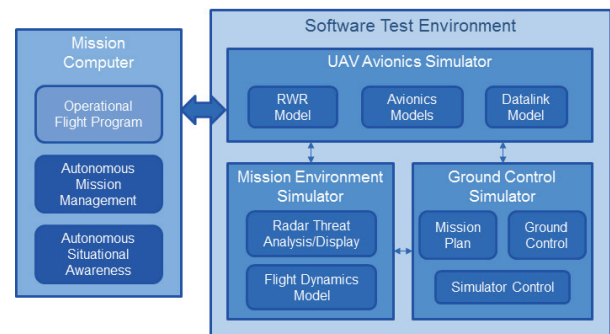 Mission
Computer
Operational
Flight Program
Autonomous
Mission
Management
Autonomous
Situational
Awareness
Software Test Environment
UAV Avionics Simulator
RWR
Model
Avionics
Models
Datalink
Model
Mission Environment
Simulator
Radar Threat
Analysis/Display
Flight Dynamics
Model
Ground Control
Simulator
Mission
Plan
Ground
Control
Simulator Control